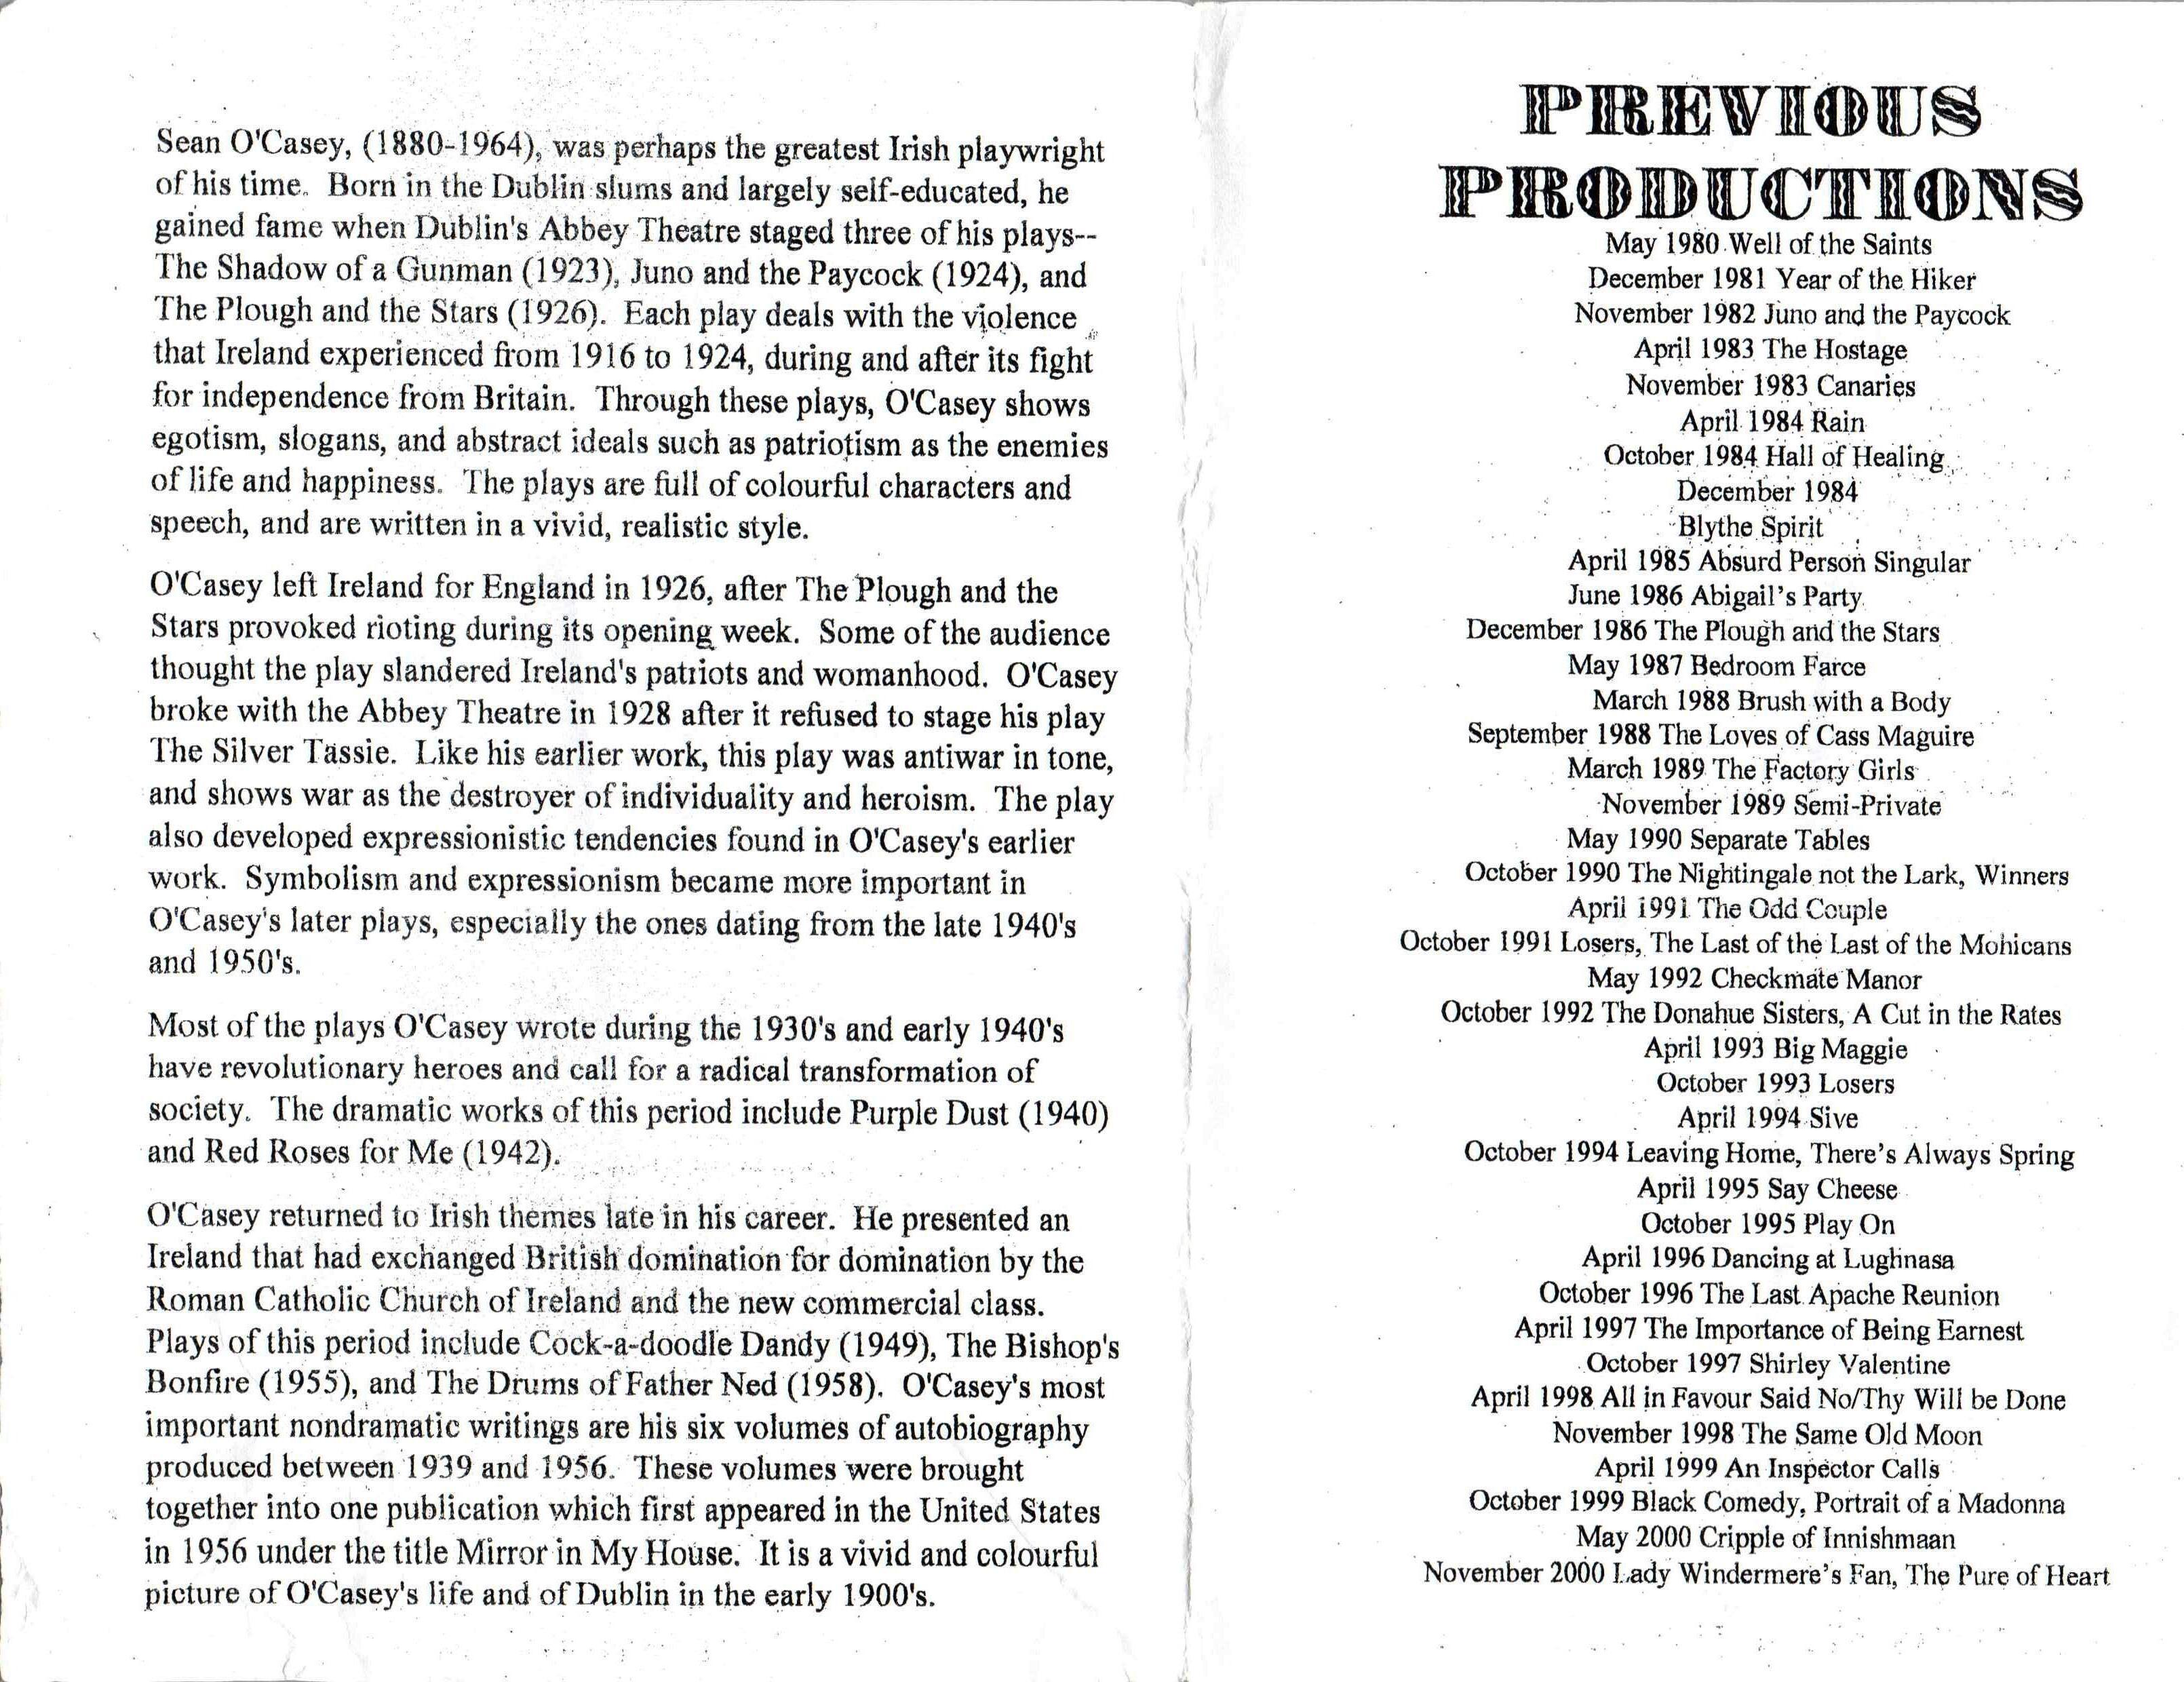 Sean O'Casey, (1880-1964), was perhaps the greatest Irish playwright
of his time. Born in the Dublin slums and largely self-educated, he
gained fame when Dublin's Abbey Theatre staged three of his plays--
The Shadow of a Gunman (1923), Juno and the Paycock (1924), and
The Plough and the Stars (1926). Each play deals with the violence
that Ireland experienced from 1916 to 1924, during and after its fight
for independence from Britain. Through these plays, O'Casey shows
egotism, slogans, and abstract ideals such as patriotism as the enemies
of life and happiness. The plays are full of colourful characters and
speech, and are written in a vivid, realistic style.
O'Casey left Ireland for England in 1926, after The Plough and the
Stars provoked rioting during its opening week. Some of the audience
thought the play slandered Ireland's patriots and womanhood. O'Casey
broke with the Abbey Theatre in 1928 after it refused to stage his play
The Silver Tassie. Like his earlier work, this play was antiwar in tone,
and shows war as the destroyer of individuality and heroism. The play
also developed expressionistic tendencies found in O'Casey's earlier
work. Symbolism and expressionism became more important in
O'Casey's later plays, especially the ones dating from the late 1940's
and 1950's.
Most of the plays O'Casey wrote during the 1930's and early 1940's
have revolutionary heroes and call for a radical transformation of
society. The dramatic works of this period include Purple Dust (1940)
and Red Roses for Me (1942).
O'Casey returned to Irish themes late in his career. He presented an
Ireland that had exchanged British domination for domination by the
Roman Catholic Church of Ireland and the new commercial class.
Plays of this period include Cock-a-doodle Dandy (1949), The Bishop's
Bonfire (1955), and The Drums of Father Ned (1958). O'Casey's most
important nondramatic writings are his six volumes of autobiography
produced between 1939 and 1956. These volumes were brought
together into one publication which first appeared in the United States
in 1956 under the title Mirror in My House. It is a vivid and colourful
picture of O'Casey's life and of Dublin in the early 1900's.
PREVIOUS
PRODUCTIONS
May 1980 Well of the Saints
December 1981 Year of the Hiker
November 1982 Juno and the Paycock
April 1983 The Hostage
November 1983 Canaries
April 1984 Rain
October 1984 Hall of Healing
December 1984
Blythe Spirit
April 1985 Absurd Person Singular
June 1986 Abigail's Party
December 1986 The Plough and the Stars
May 1987 Bedroom Farce
March 1988 Brush with a Body
September 1988 The Loves of Cass Maguire
March 1989 The Factory Girls
November 1989 Semi-Private
May 1990 Separate Tables
October 1990 The Nightingale not the Lark, Winners
April 1991 The Odd Couple
October 1991 Losers, The Last of the Last of the Mohicans
May 1992 Checkmate Manor
October 1992 The Donahue Sisters, A Cut in the Rates
April 1993 Big Maggie
October 1993 Losers
April 1994 Sive
October 1994 Leaving Home, There's Always Spring
April 1995 Say Cheese
October 1995 Play On
April 1996 Dancing at Lughnasa
October 1996 The Last Apache Reunion
April 1997 The Importance of Being Earnest
October 1997 Shirley Valentine
April 1998 All in Favour Said No/Thy Will be Done
November 1998 The Same Old Moon
April 1999 An Inspector Calls
October 1999 Black Comedy, Portrait of a Madonna
May 2000 Cripple of Innishmaan
November 2000 Lady Windermere's Fan, The Pure of Heart